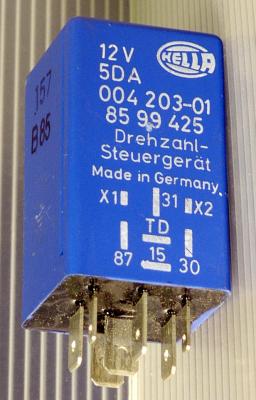 HELLA
12V
5DA
004 203-01
85 99 425
Drehzahl-
Steuergerät
Made in Germany
X1 31 X2
TD
87 15 30
157
B85